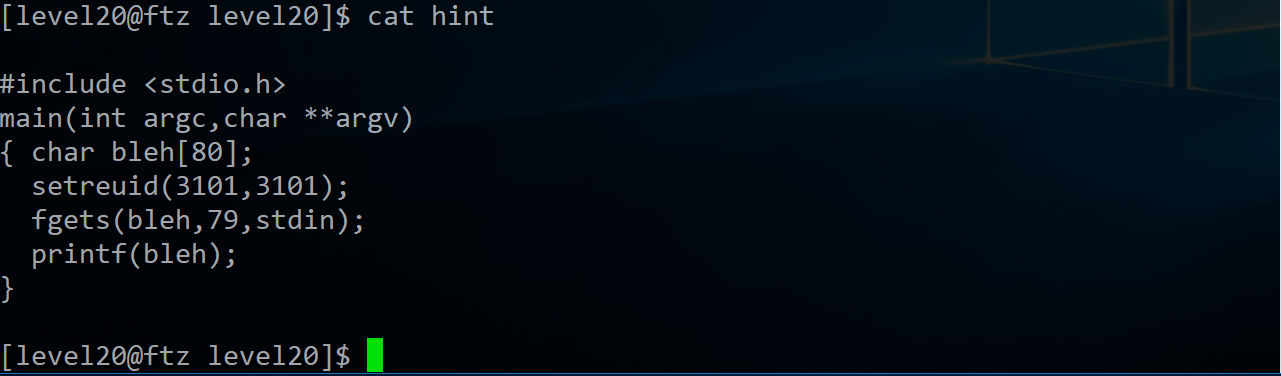 [level20@ftz level20]$ cat hint
#include <stdio.h>
main(int argc,char **argv)
{ char bleh[80];
  setreuid(3101,3101);
  fgets(bleh,79,stdin);
  printf(bleh);
}
[level20@ftz level20]$